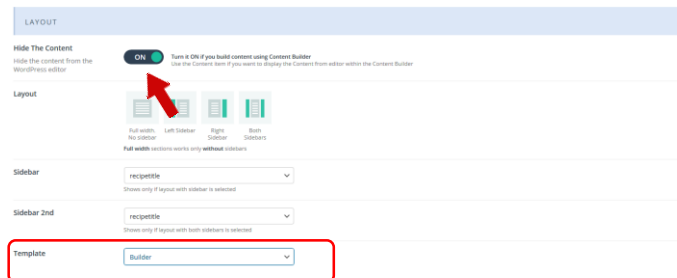 LAYOUT
Hide The Content
Hide the content from the
WordPress editor
ON
Turn it ON if you build content using Content Builder
Use the Content item if you want to display the Content from editor within the Content Builder
Layout
Full width. Left Sidebar Right Both
No sidebar Sidebar Sidebars
Full width sections works only without sidebars
Sidebar
recipetitle
Shows only if layout with sidebar is selected
Sidebar 2nd
recipetitle
Shows only if layout with both sidebars is selected
Template
Builder